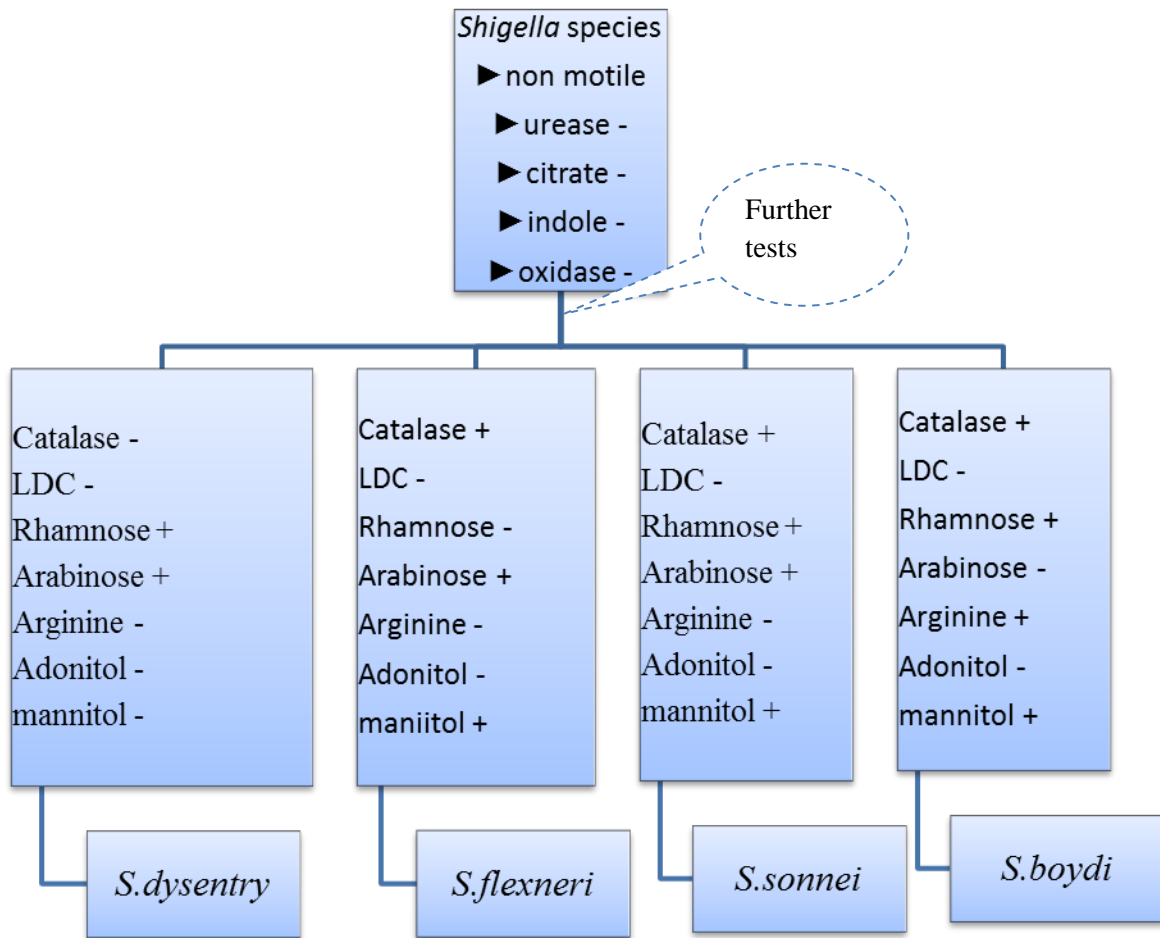 Shigella species
►non motile
►urease -
►citrate -
►indole -
►oxidase -
Further
tests
Catalase -
LDC -
Rhamnose +
Arabinose +
Arginine -
Adonitol -
mannitol -
Catalase +
LDC -
Rhamnose -
Arabinose +
Arginine -
Adonitol -
maniitol +
Catalase +
LDC -
Rhamnose +
Arabinose +
Arginine -
Adonitol -
mannitol +
Catalase +
LDC -
Rhamnose +
Arabinose -
Arginine +
Adonitol -
mannitol +
S.dysentry
S.flexneri
S.sonnei
S.boydi